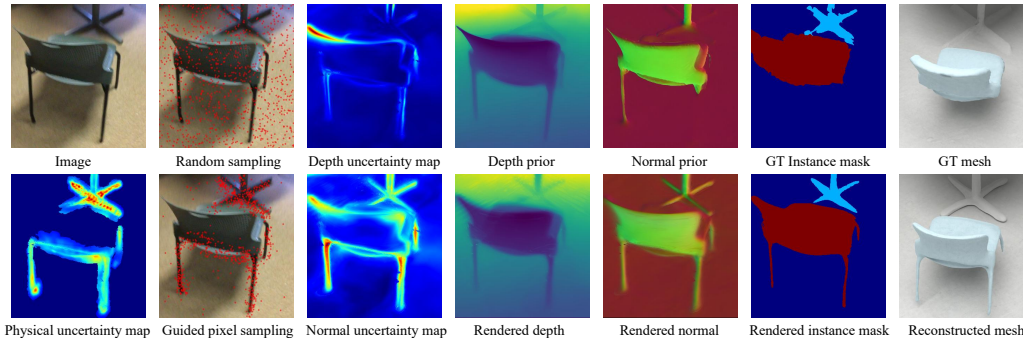 Image
Random sampling
Depth uncertainty map
Depth prior
Normal prior
GT Instance mask
GT mesh
Physical uncertainty map
Guided pixel sampling
Normal uncertainty map
Rendered depth
Rendered normal
Rendered instance mask
Reconstructed mesh